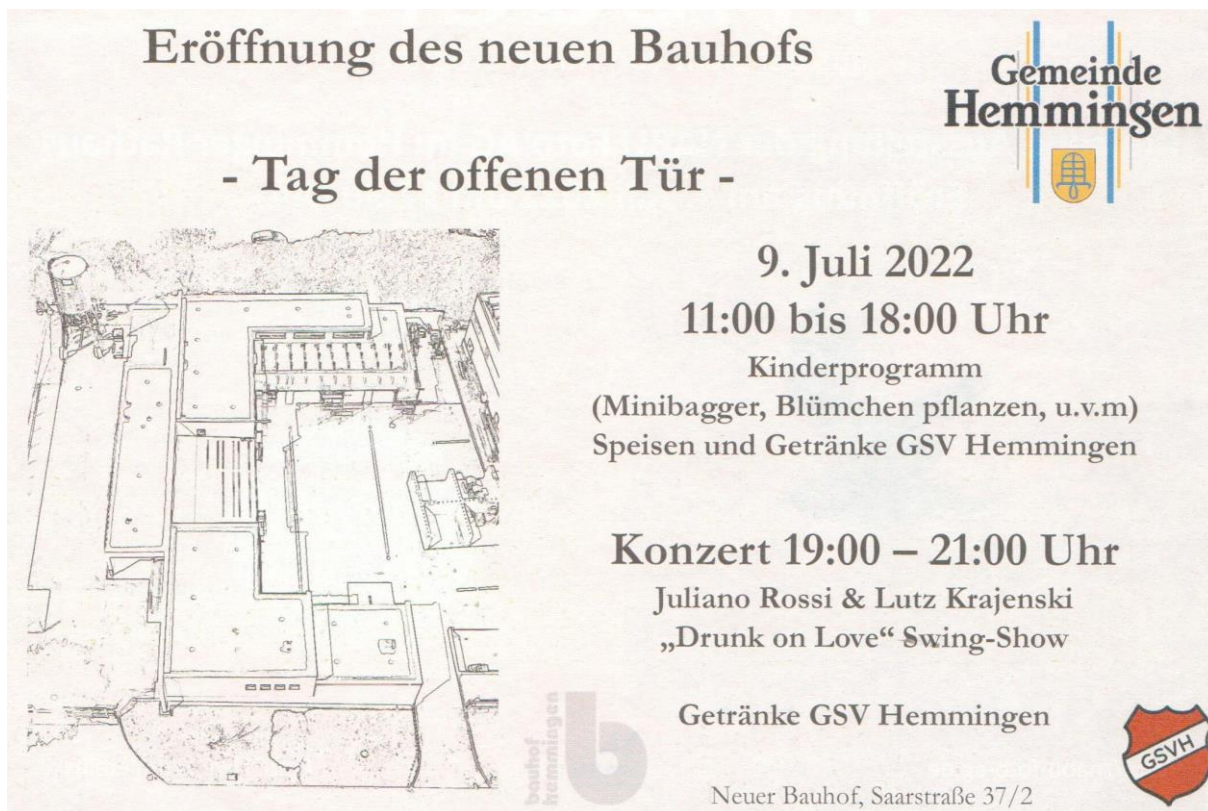 Eröffnung des neuen Bauhofs
- Tag der offenen Tür -
Gemeinde
Hemmingen
9. Juli 2022
11:00 bis 18:00 Uhr
Kinderprogramm
(Minibagger, Blümchen pflanzen, u.v.m)
Speisen und Getränke GSV Hemmingen
Konzert 19:00 – 21:00 Uhr
Juliano Rossi & Lutz Krajenski
„Drunk on Love“ Swing-Show
Getränke GSV Hemmingen
Neuer Bauhof, Saarstraße 37/2
bauhof
hemmingen
b
GSVH